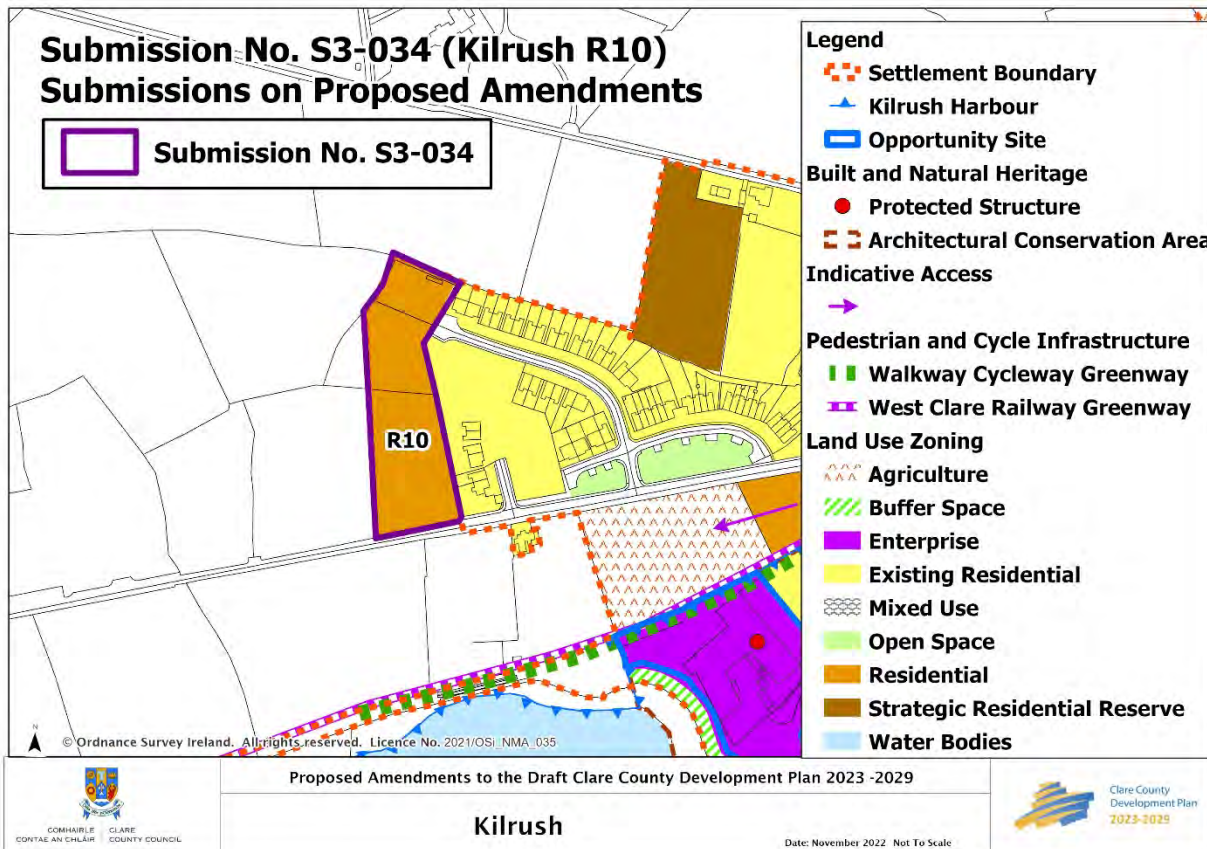 Submission No. S3-034 (Kilrush R10)
Submissions on Proposed Amendments
Submission No. S3-034
R10
N
© Ordnance Survey Ireland. All rights reserved. Licence No. 2021/OSi_NMA_035
Legend
Settlement Boundary
Kilrush Harbour
Opportunity Site
Built and Natural Heritage
Protected Structure
Architectural Conservation Area
Indicative Access
Pedestrian and Cycle Infrastructure
Walkway Cycleway Greenway
West Clare Railway Greenway
Land Use Zoning
Agriculture
Buffer Space
Enterprise
Existing Residential
Mixed Use
Open Space
Residential
Strategic Residential Reserve
Water Bodies
COMHAIRLE CLARE
CONTAE AN CHLÁIR COUNTY COUNCIL
Proposed Amendments to the Draft Clare County Development Plan 2023 -2029
Kilrush
Date: November 2022 Not To Scale
Clare County
Development Plan
2023-2029